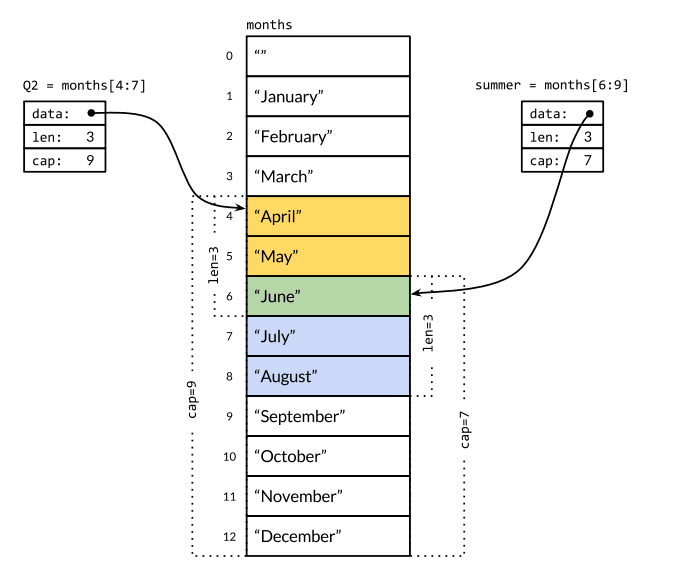 months
Q2 = months[4:7]
data:
len: 3
cap: 9
summer = months[6:9]
data:
len: 3
cap: 7
0 “”
1 “January”
2 “February”
3 “March”
4 “April”
5 “May”
6 “June”
7 “July”
8 “August”
9 “September”
10 “October”
11 “November”
12 “December”
len=3
cap=9
len=3
cap=7